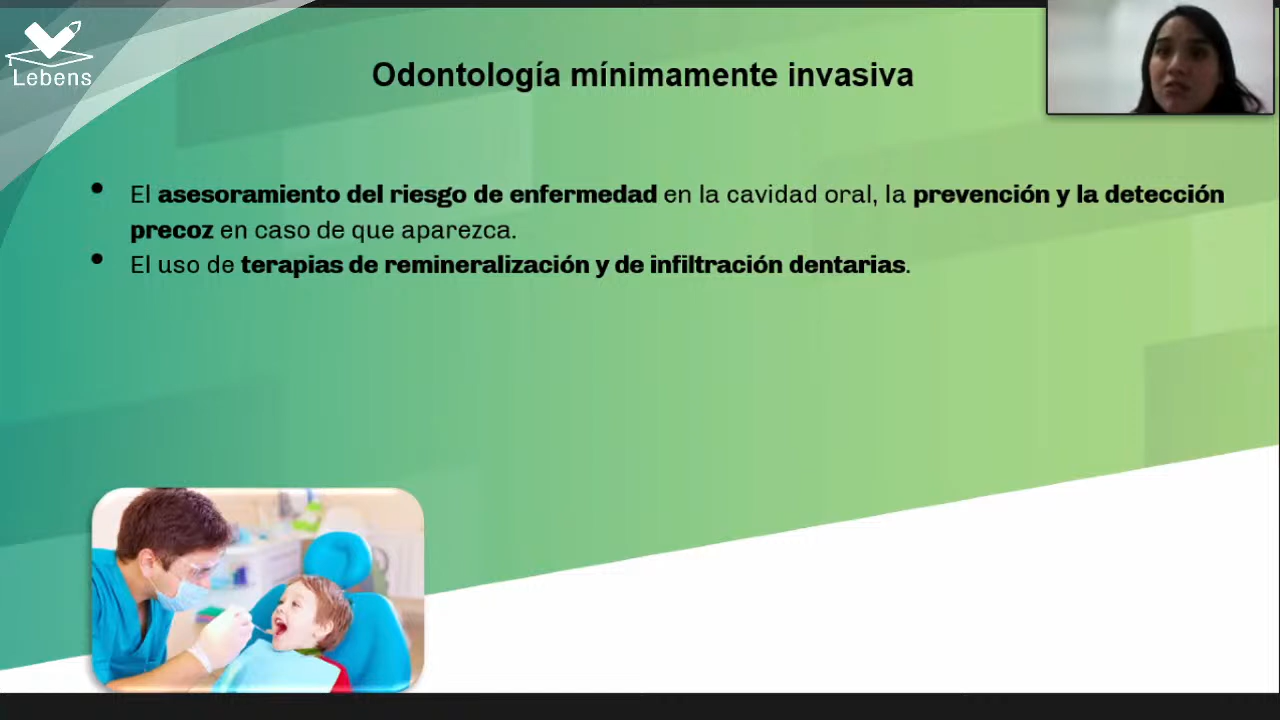 Lebens
Odontología mínimamente invasiva
• El asesoramiento del riesgo de enfermedad en la cavidad oral, la prevención y la detección
precoz en caso de que aparezca.
• El uso de terapias de remineralización y de infiltración dentarias.